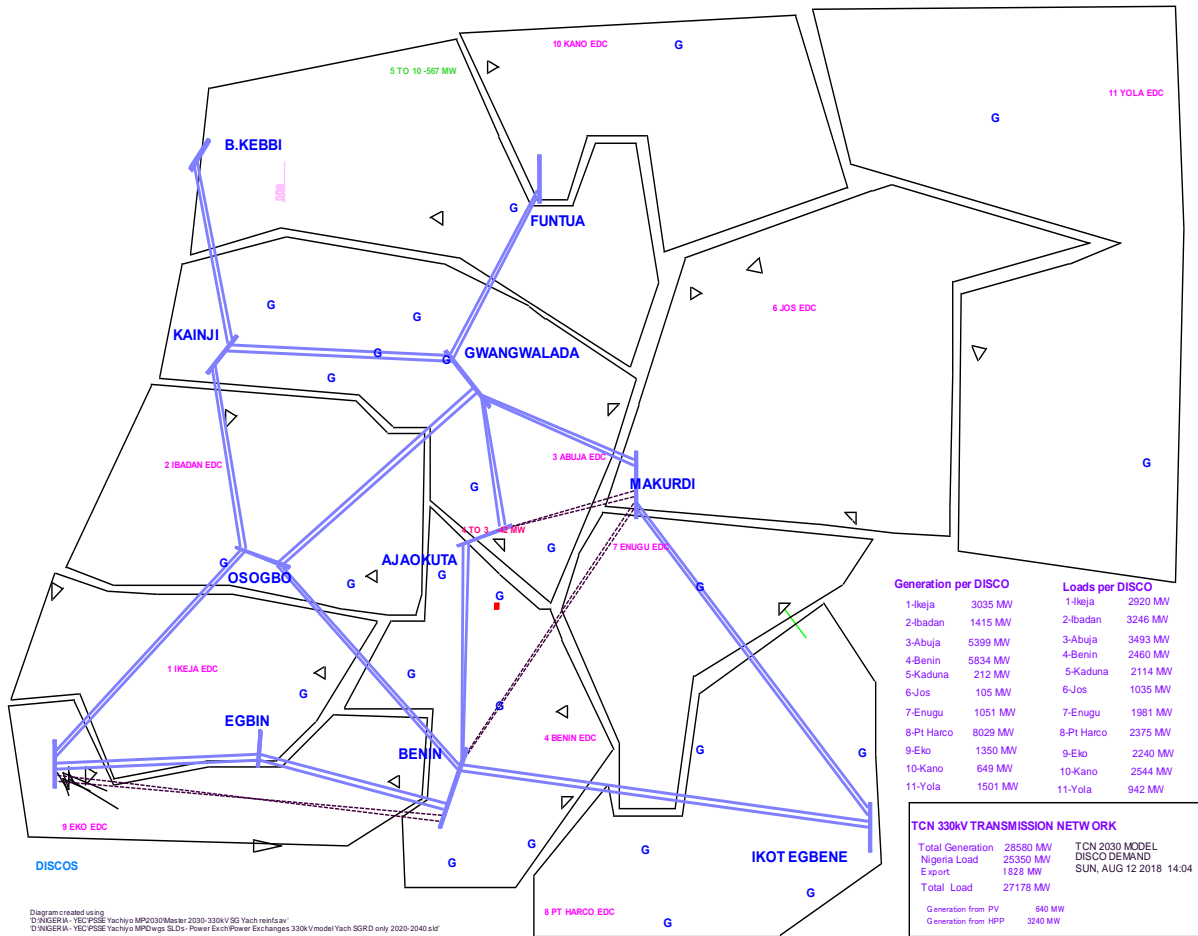 10 KANO EDC
G
5 TO 10 -567 MW
11 YOLA EDC
G
B.KEBBI
G
FUNTUA
G
G
6 JOS EDC
KAINJI
GWANGWALADA
G
G
G
2 IBADAN EDC
3 ABUJA EDC
G
MAKURDI
G
4 TO 3 -42 MW
7 ENUGU EDC
G
AJAOKUTA
G
G
OSOGBO
G
G
G
G
1 IKEJA EDC
G
G
EGBIN
G
BENIN
4 BENIN EDC
G
G
9 EKO EDC
G
G
G
IKOT EGBENE
DISCOS
G
8 PT HARCO EDC
G
Generation per DISCO
1-Ikeja 3035 MW
2-Ibadan 1415 MW
3-Abuja 5399 MW
4-Benin 5834 MW
5-Kaduna 212 MW
6-Jos 105 MW
7-Enugu 1051 MW
8-Pt Harco 8029 MW
9-Eko 1350 MW
10-Kano 649 MW
11-Yola 1501 MW
Loads per DISCO
1-Ikeja 2920 MW
2-Ibadan 3246 MW
3-Abuja 3493 MW
4-Benin 2460 MW
5-Kaduna 2114 MW
6-Jos 1035 MW
7-Enugu 1981 MW
8-Pt Harco 2375 MW
9-Eko 2240 MW
10-Kano 2544 MW
11-Yola 942 MW
TCN 330kV TRANSMISSION NETWORK
Total Generation 28580 MW
Nigeria Load 25350 MW
Export 1828 MW
Total Load 27178 MW
Generation from PV 640 MW
Generation from HPP 3240 MW
TCN 2030 MODEL
DISCO DEMAND
SUN, AUG 12 2018 14:04
Diagram created using
'D:\NIGERIA - YEC\PSSE Yachiyo MP\2030\Master 2030-330kV SG Yach reinf.sav'
'D:\NIGERIA - YEC\PSSE Yachiyo MP\Dwgs SLDs - Power Exch\Power Exchanges 330kV model Yach SGRD only 2020-2040.sld'